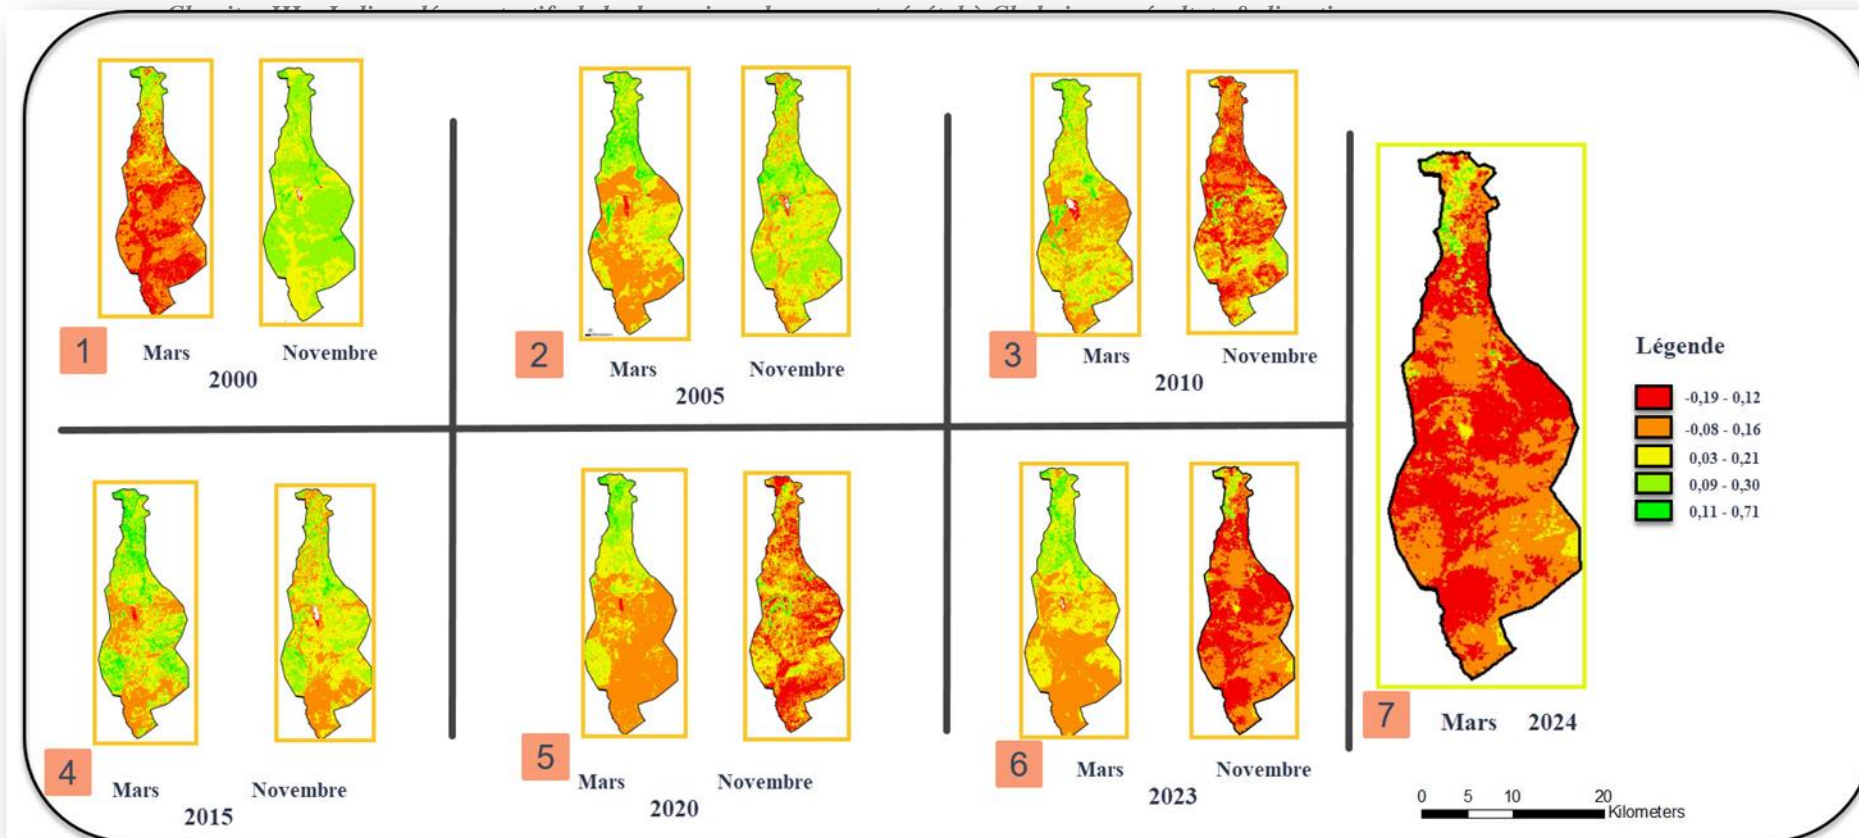 1
Mars
Novembre
2000
2
Mars
Novembre
2005
3
Mars
Novembre
2010
4
Mars
Novembre
2015
5
Mars
Novembre
2020
6
Mars
Novembre
2023
7
Mars 2024
Légende
-0,19 - 0,12
-0,08 - 0,16
0,03 - 0,21
0,09 - 0,30
0,11 - 0,71
0 5 10 20
Kilometers